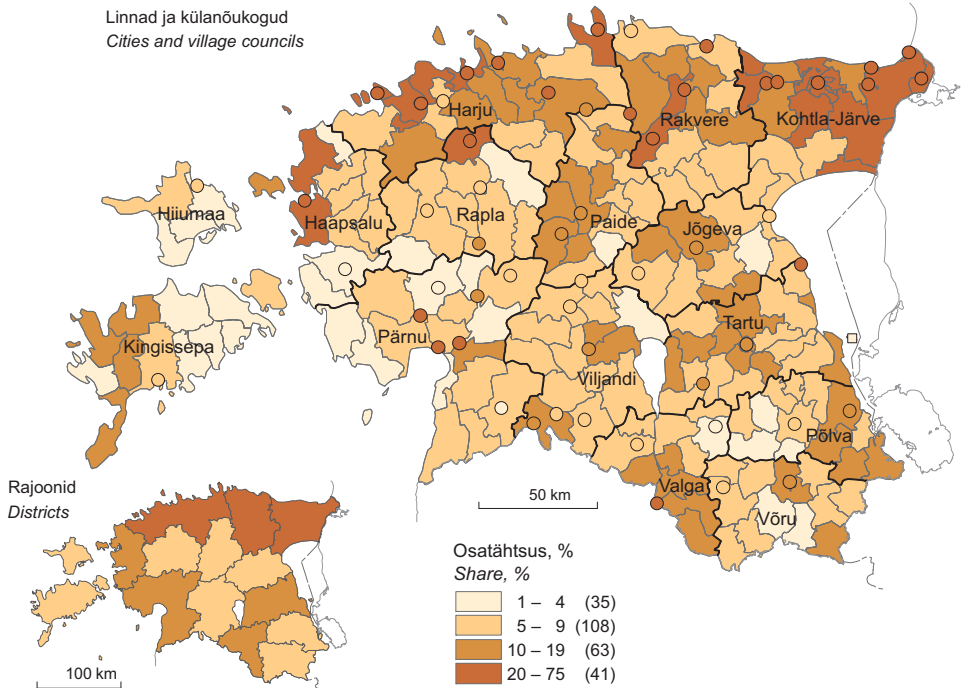 Linnad ja külanõukogud
Cities and village councils
Harju
Rakvere
Kohtla-Järve
Hiiumaa
Haapsalu
Rapla
Paide
Jõgeva
Pärnu
Tartu
Kingissepa
Viljandi
Põlva
Valga
Võru
50 km
Rajoonid
Districts
100 km
Osatähtsus, %
Share, %
1 – 4 (35)
5 – 9 (108)
10 – 19 (63)
20 – 75 (41)